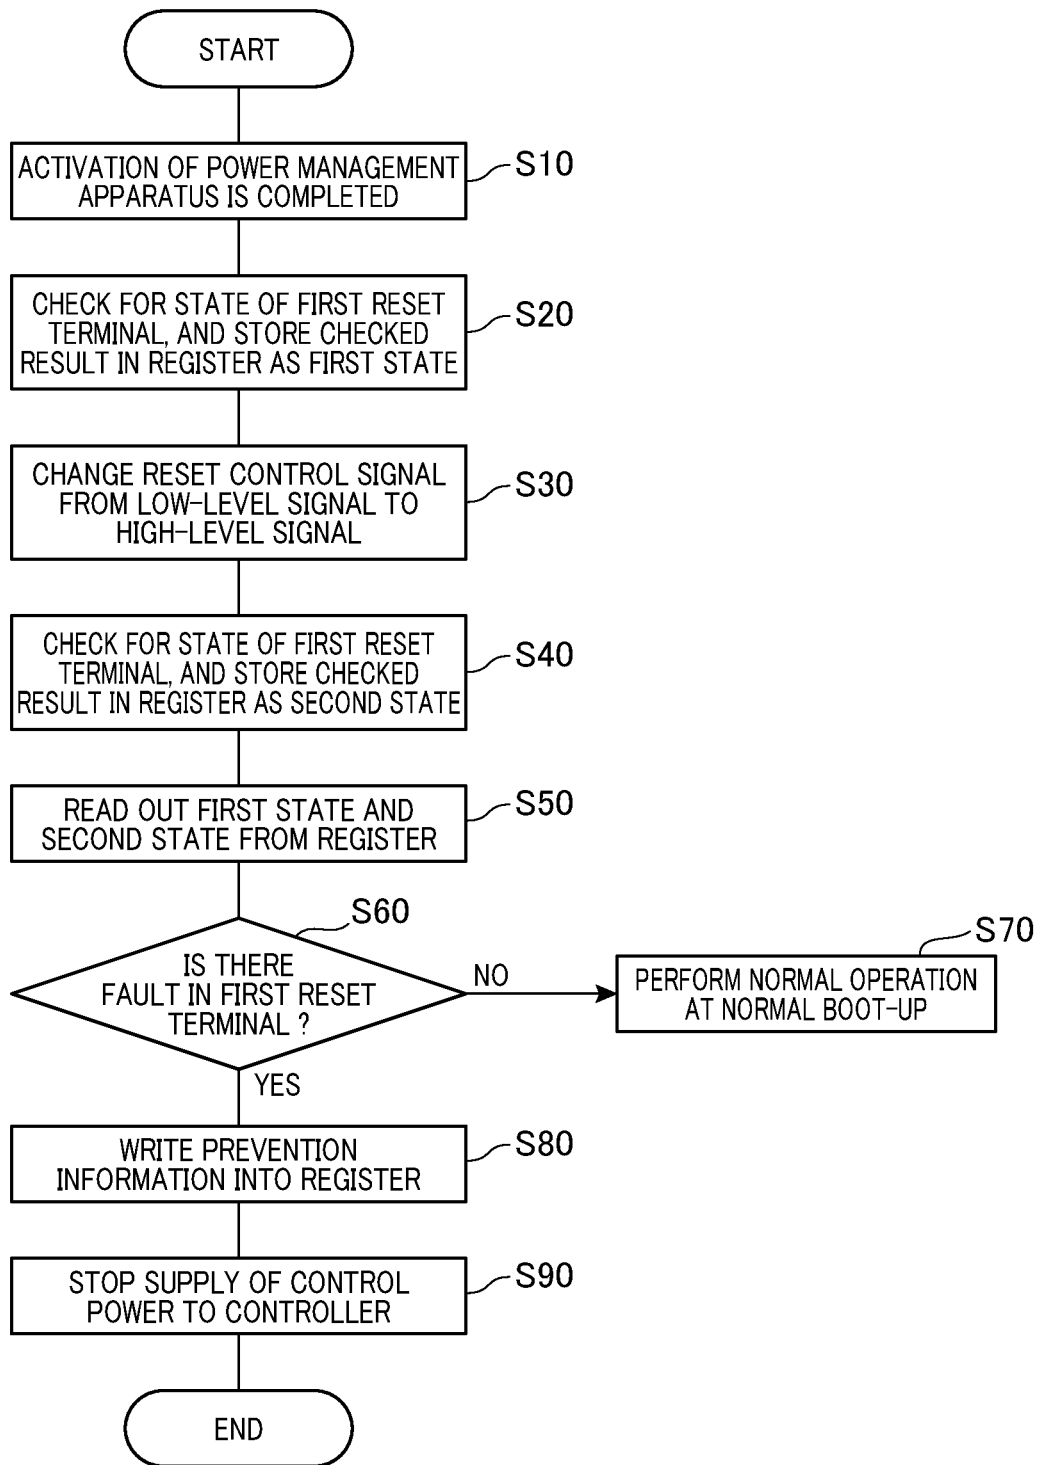 START
ACTIVATION OF POWER MANAGEMENT
APPARATUS IS COMPLETED
S10
CHECK FOR STATE OF FIRST RESET
TERMINAL, AND STORE CHECKED
RESULT IN REGISTER AS FIRST STATE
S20
CHANGE RESET CONTROL SIGNAL
FROM LOW-LEVEL SIGNAL TO
HIGH-LEVEL SIGNAL
S30
CHECK FOR STATE OF FIRST RESET
TERMINAL, AND STORE CHECKED
RESULT IN REGISTER AS SECOND STATE
S40
READ OUT FIRST STATE AND
SECOND STATE FROM REGISTER
S50
IS THERE
FAULT IN FIRST RESET
TERMINAL ?
S60
NO
PERFORM NORMAL OPERATION
AT NORMAL BOOT-UP
S70
YES
WRITE PREVENTION
INFORMATION INTO REGISTER
S80
STOP SUPPLY OF CONTROL
POWER TO CONTROLLER
S90
END